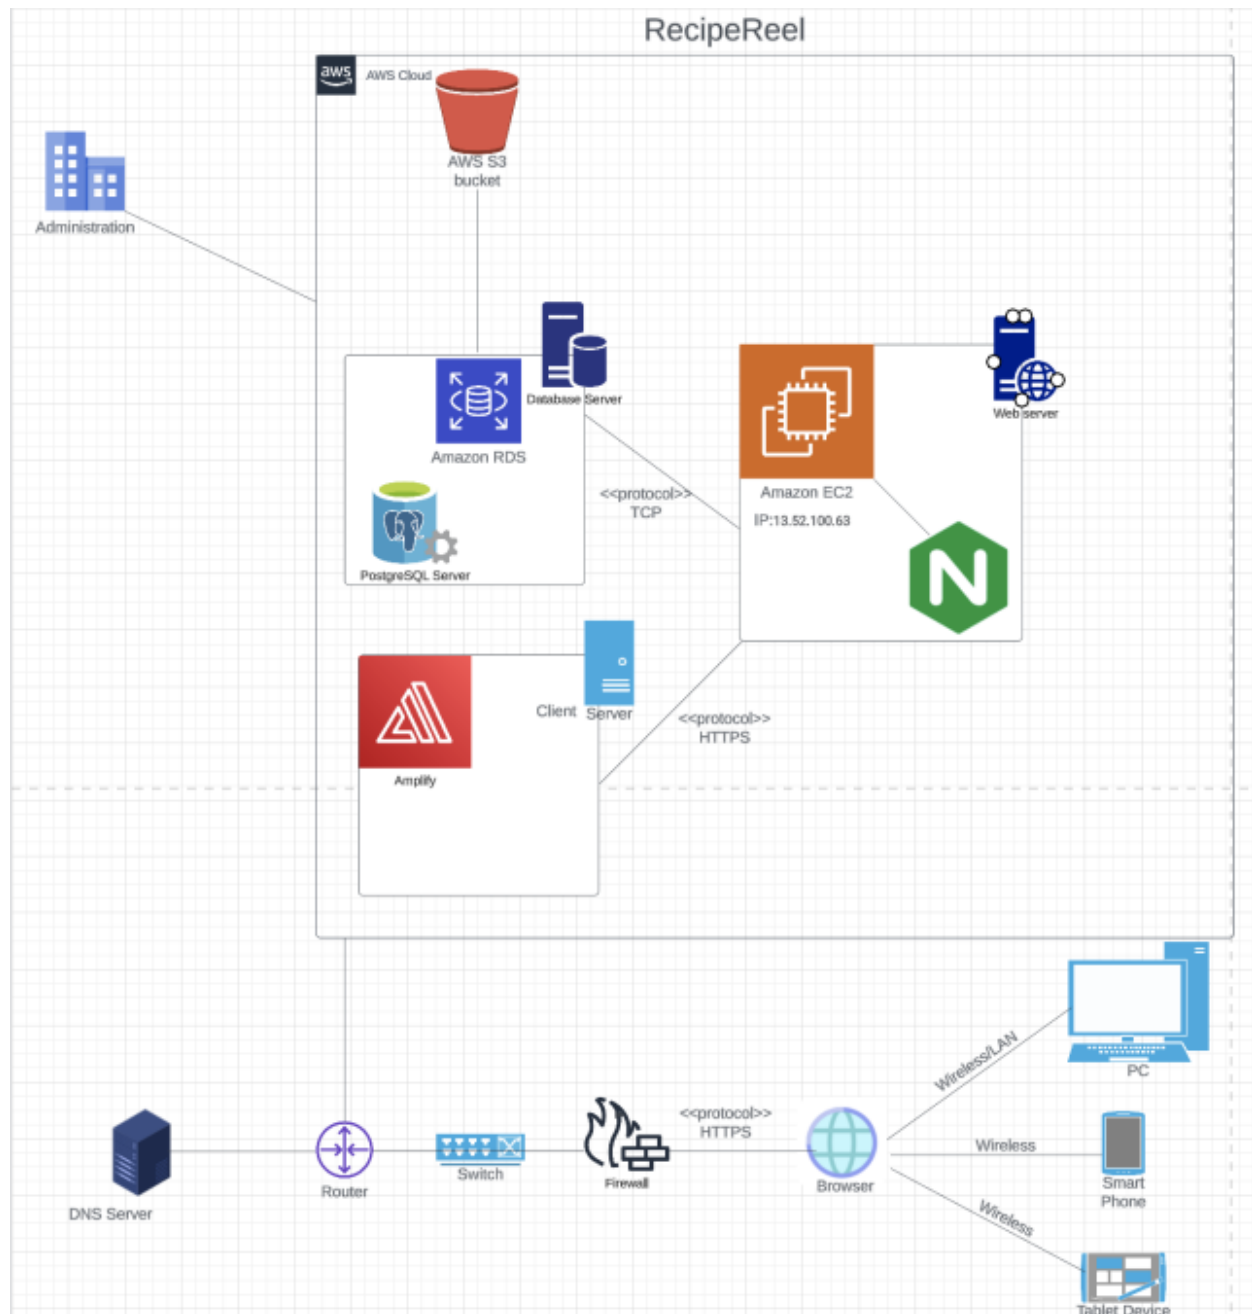 RecipeReel
aws
AWS Cloud
AWS S3
bucket
Administration
Database Server
Amazon RDS
PostgreSQL Server
<<protocol>>
TCP
Web server
Amazon EC2
IP:13.52.100.63
N
Client Server
Amplify
<<protocol>>
HTTPS
PC
Wireless/LAN
<<protocol>>
HTTPS
DNS Server
Router
Switch
Firewall
Browser
Wireless
Smart
Phone
Wireless
Tablet Device